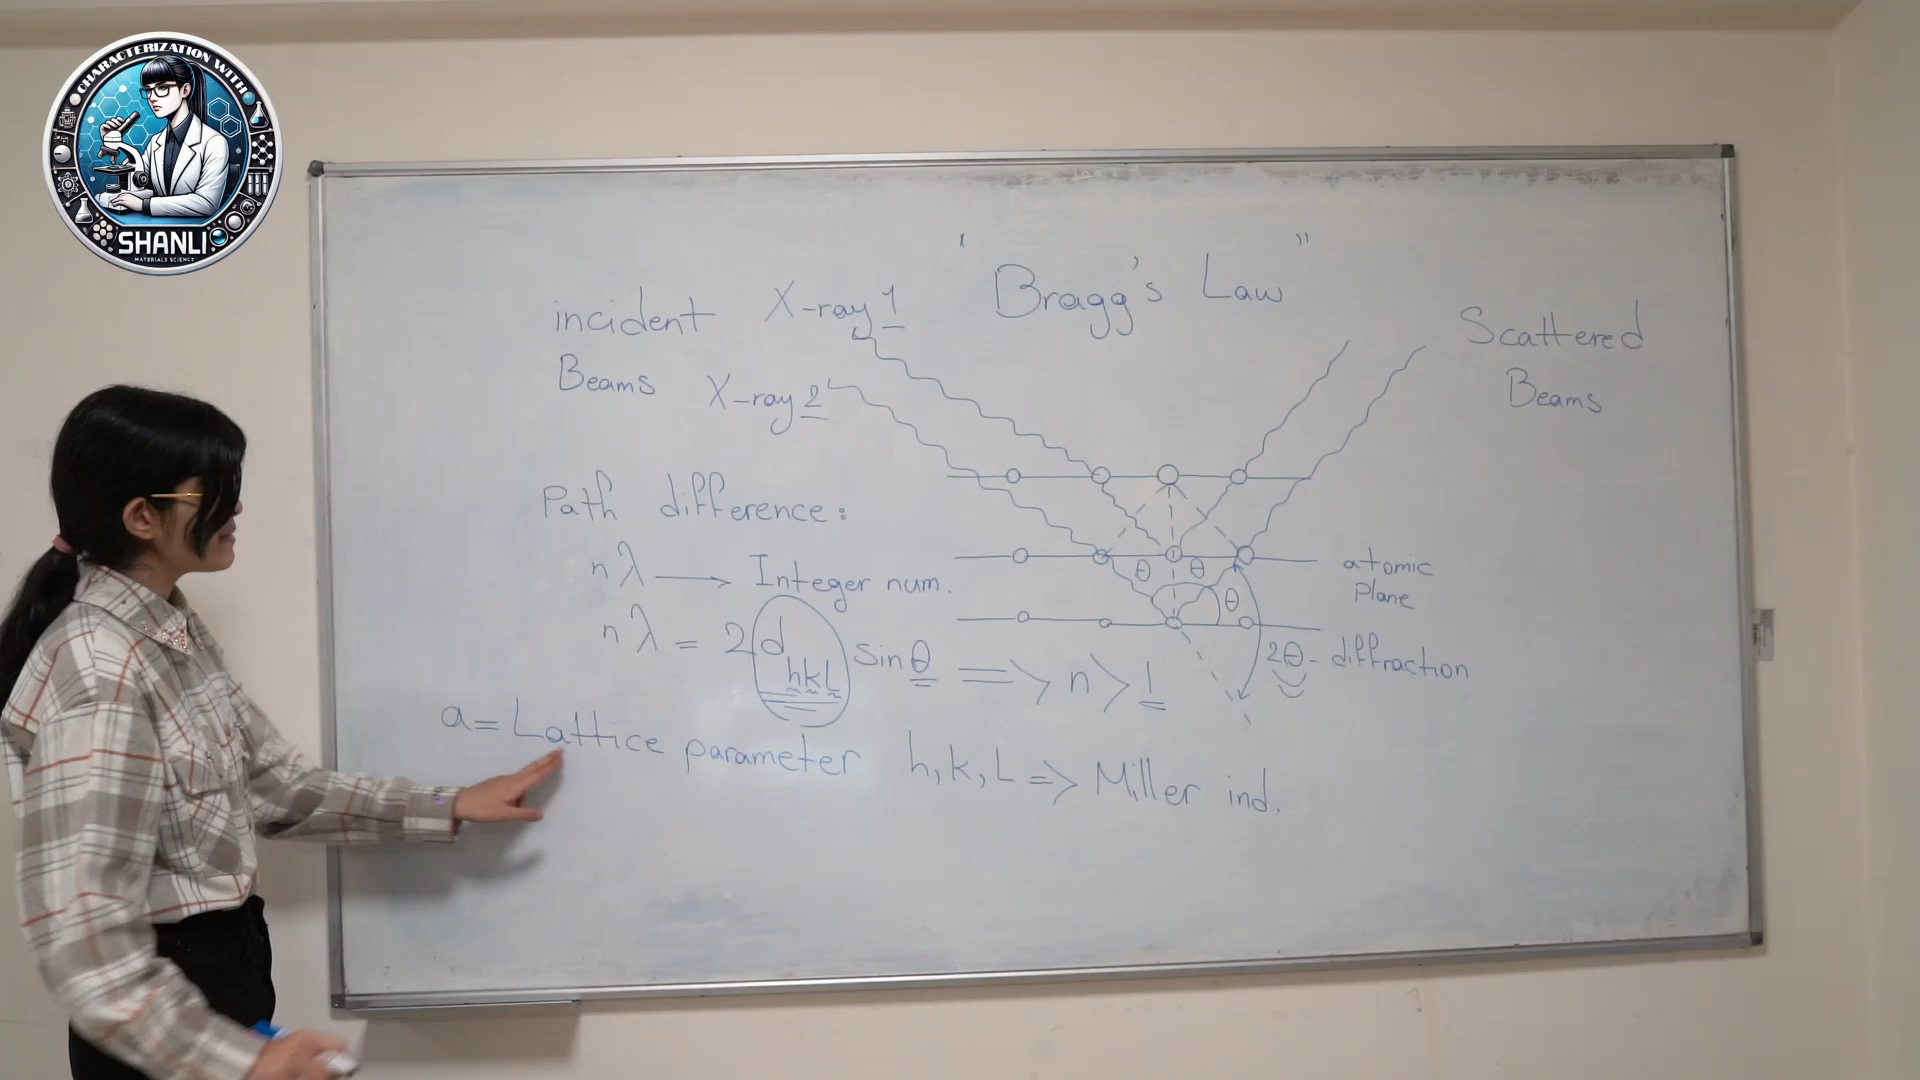 CHARACTERIZATION WITH
SHANLI
MATERIALS SCIENCE
" Bragg's Law "
incident X-ray 1
Beams X-ray 2
Scattered
Beams
Path difference:
nλ → Integer num.
nλ = 2d hkl sin θ => n > 1
θ θ
θ
atomic
plane
2θ - diffraction
a = Lattice parameter h, k, L => Miller ind.